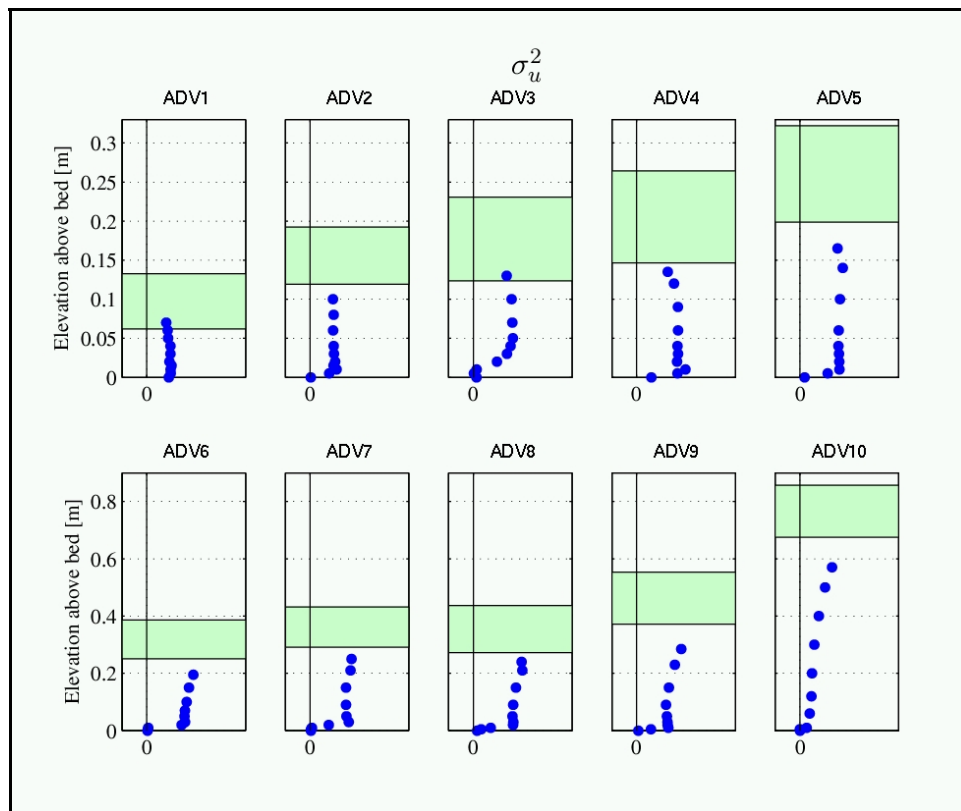 σ_u^2
ADV1 ADV2 ADV3 ADV4 ADV5
Elevation above bed [m]
0.3
0.25
0.2
0.15
0.1
0.05
0
0 0 0 0 0
ADV6 ADV7 ADV8 ADV9 ADV10
Elevation above bed [m]
0.8
0.6
0.4
0.2
0
0 0 0 0 0